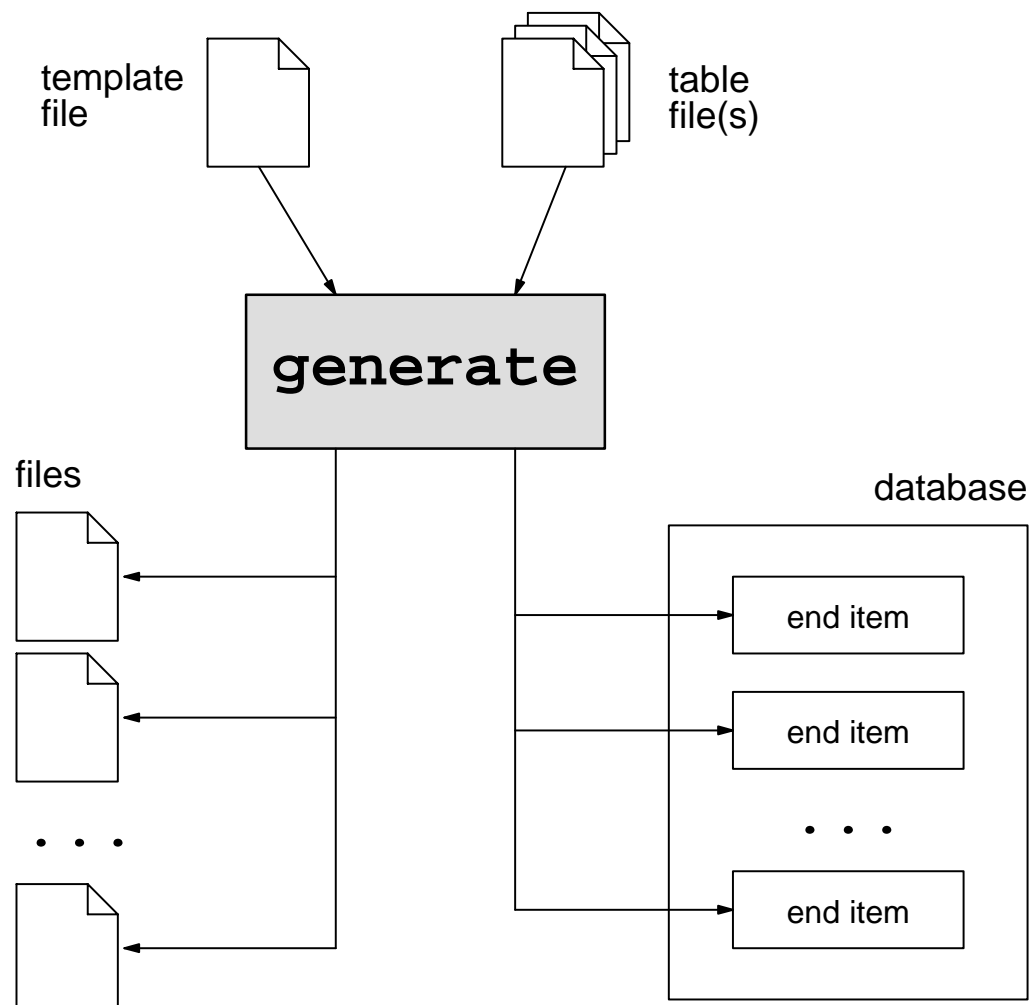 template
file
table
file(s)
generate
files
database
end item
end item
. . .
. . .
end item